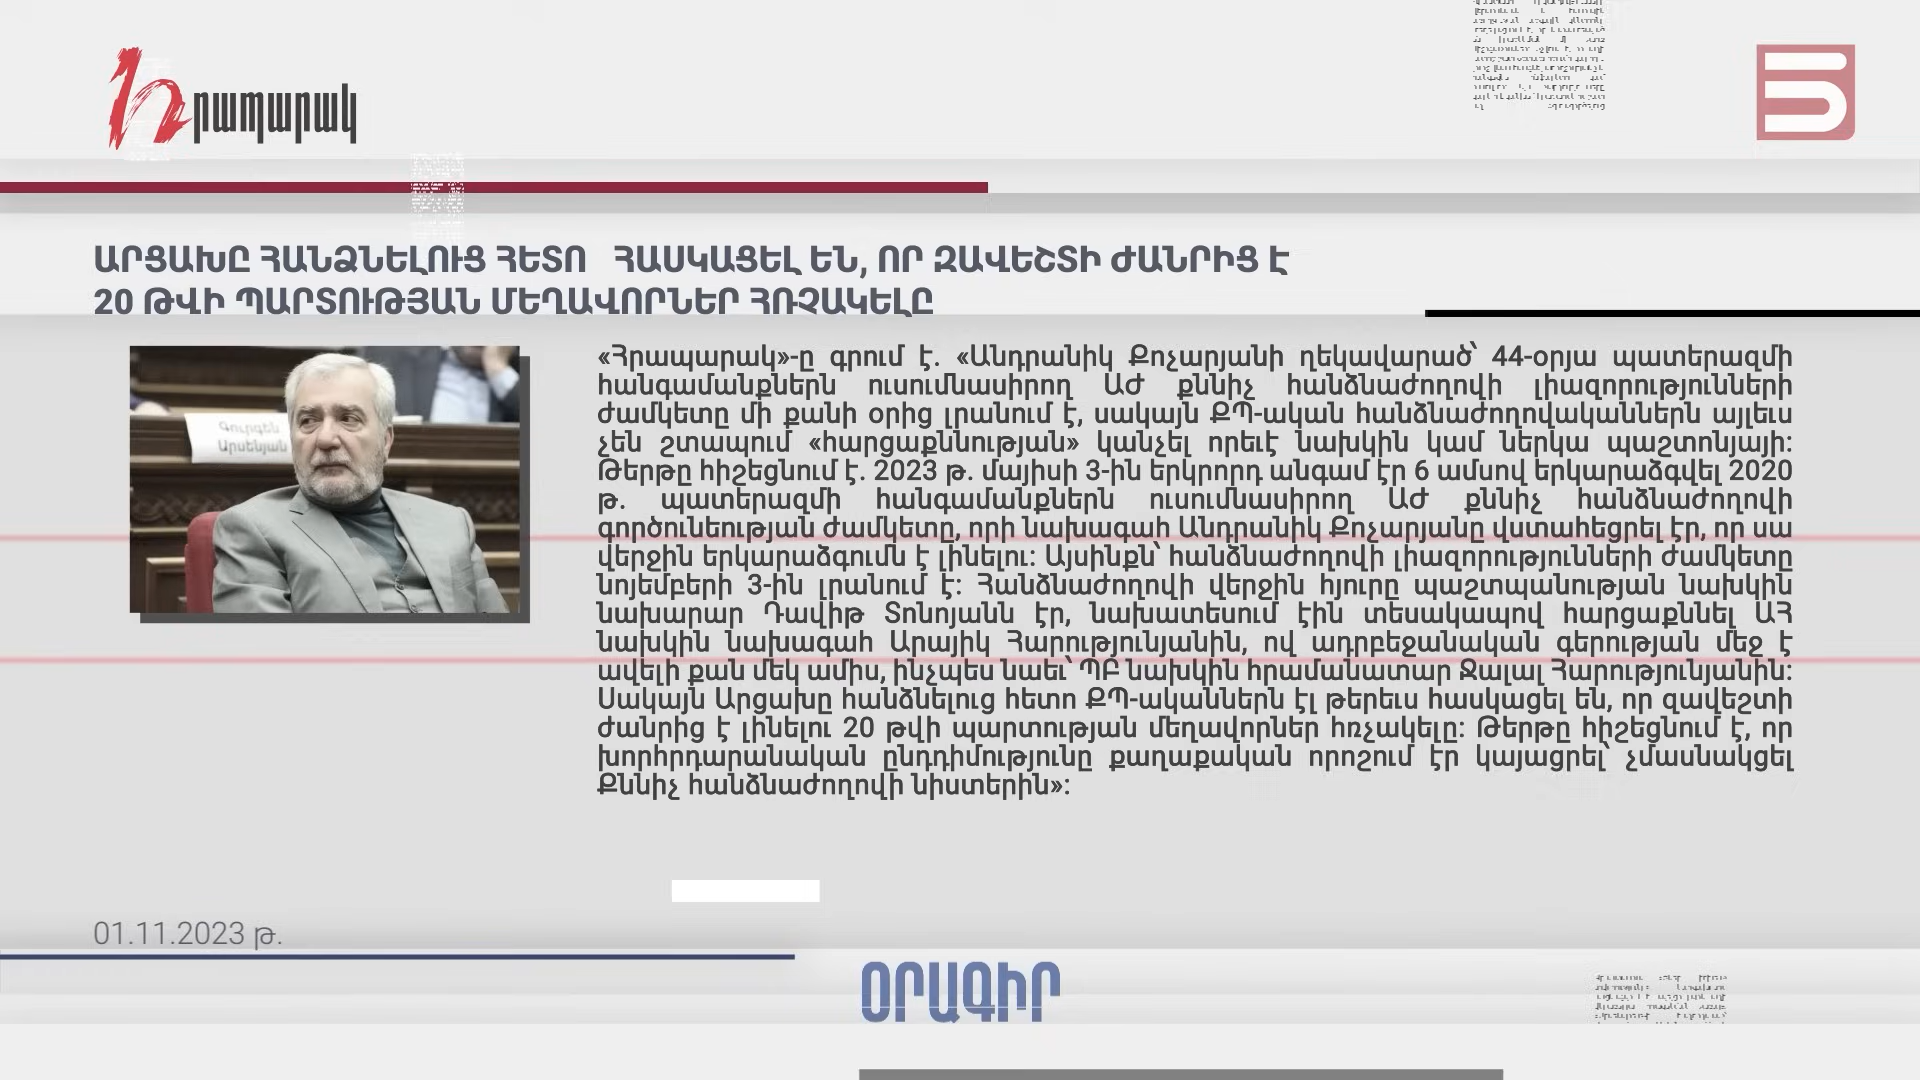 Հրապարակ
5
ԱՐՑԱԽԸ ՀԱՆՁՆԵԼՈՒՑ ՀԵՏՈ ՀԱՍԿԱՑԵԼ ԵՆ, ՈՐ ԶԱՎԵՇՏԻ ԺԱՆՐԻՑ Է
20 ԹՎԻ ՊԱՐՏՈՒԹՅԱՆ ՄԵՂԱՎՈՐՆԵՐ ՀՌՉԱԿԵԼԸ
Գուրգեն
Արսենյան
«Հրապարակ»-ը գրում է. «Անդրանիկ Քոչարյանի ղեկավարած՝ 44-օրյա պատերազմի
հանգամանքներն ուսումնասիրող ԱԺ քննիչ հանձնաժողովի լիազորությունների
ժամկետը մի քանի օրից լրանում է, սակայն ՔՊ-ական հանձնաժողովականներն այլեւս
չեն շտապում «հարցաքննության» կանչել որեւէ նախկին կամ ներկա պաշտոնյայի:
Թերթը հիշեցնում է. 2023 թ. մայիսի 3-ին երկրորդ անգամ էր 6 ամսով երկարաձգվել 2020
թ. պատերազմի հանգամանքներն ուսումնասիրող ԱԺ քննիչ հանձնաժողովի
գործունեության ժամկետը, որի նախագահ Անդրանիկ Քոչարյանը վստահեցրել էր, որ սա
վերջին երկարաձգումն է լինելու: Այսինքն՝ հանձնաժողովի լիազորությունների ժամկետը
նոյեմբերի 3-ին լրանում է: Հանձնաժողովի վերջին հյուրը պաշտպանության նախկին
նախարար Դավիթ Տոնոյանն էր, նախատեսում էին տեսակապով հարցաքննել ԱՀ
նախկին նախագահ Արայիկ Հարությունյանին, ով ադրբեջանական գերության մեջ է
ավելի քան մեկ ամիս, ինչպես նաեւ՝ ՊԲ նախկին հրամանատար Ջալալ Հարությունյանին:
Սակայն Արցախը հանձնելուց հետո ՔՊ-ականներն էլ թերեւս հասկացել են, որ զավեշտի
ժանրից է լինելու 20 թվի պարտության մեղավորներ հռչակելը: Թերթը հիշեցնում է, որ
խորհրդարանական ընդդիմությունը քաղաքական որոշում էր կայացրել՝ չմասնակցել
Քննիչ հանձնաժողովի նիստերին»:
01.11.2023 թ.
ՕՐԱԳԻՐ